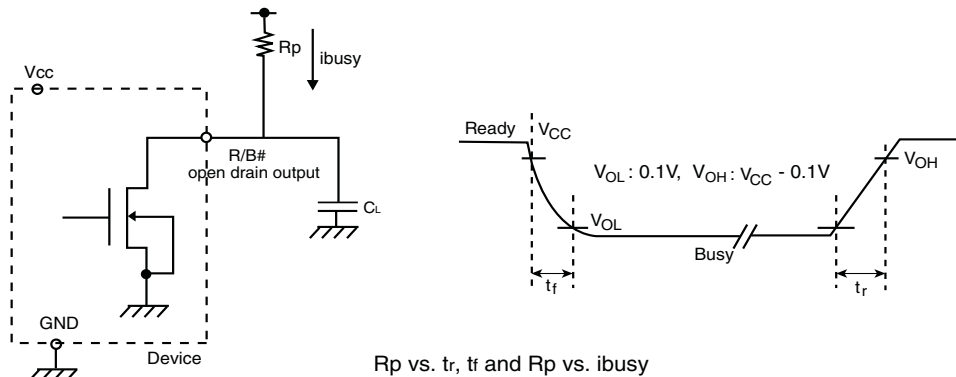 Rp
ibusy
Vcc
R/B#
open drain output
CL
GND
Device
Ready
VCC
VOL : 0.1V, VOH : VCC - 0.1V
VOH
VOL
Busy
tf
tr
Rp vs. tr, tf and Rp vs. ibusy